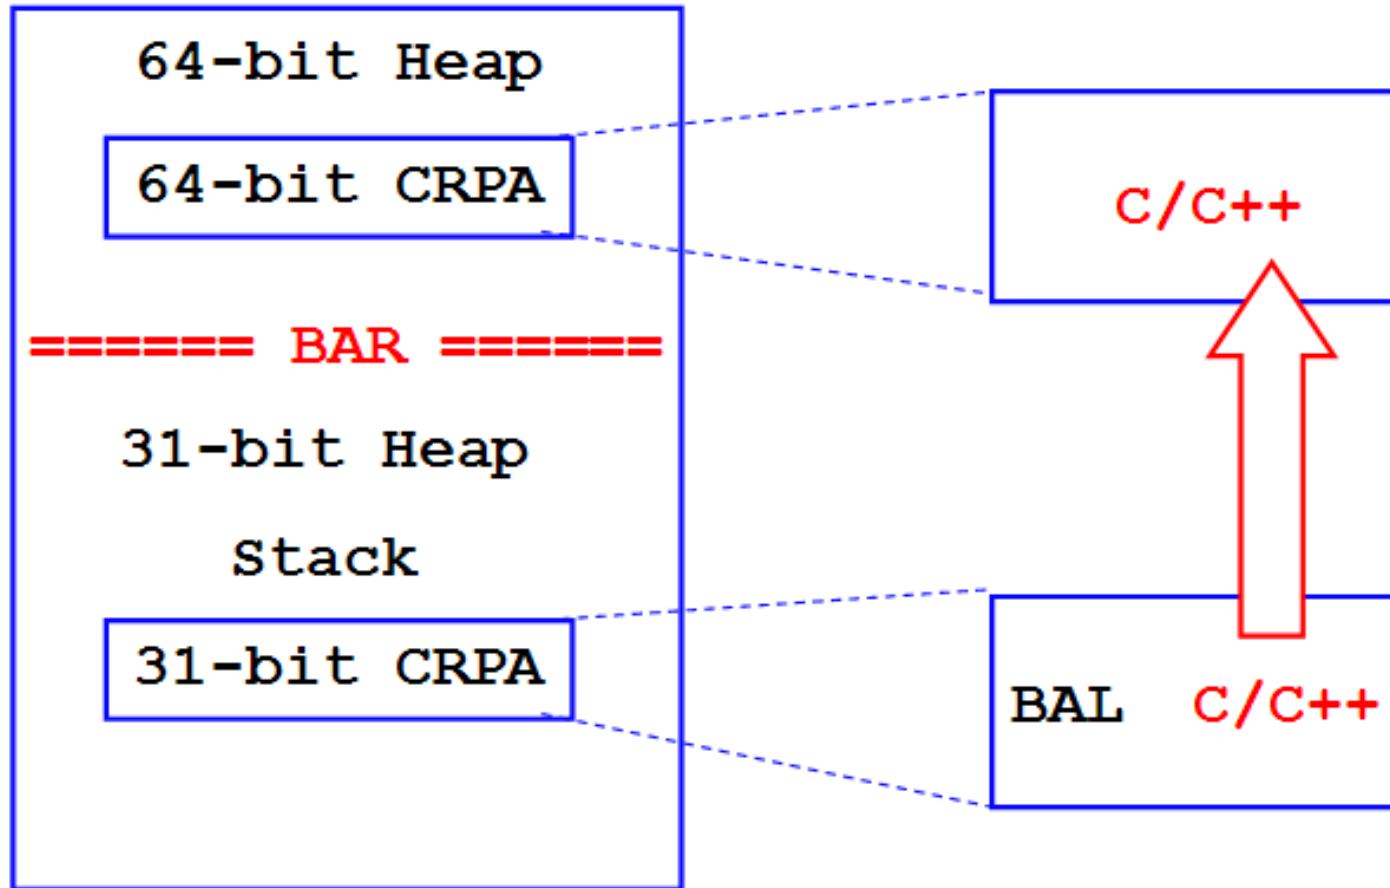 64-bit Heap
64-bit CRPA
====== BAR ======
31-bit Heap
Stack
31-bit CRPA
C/C++
BAL C/C++